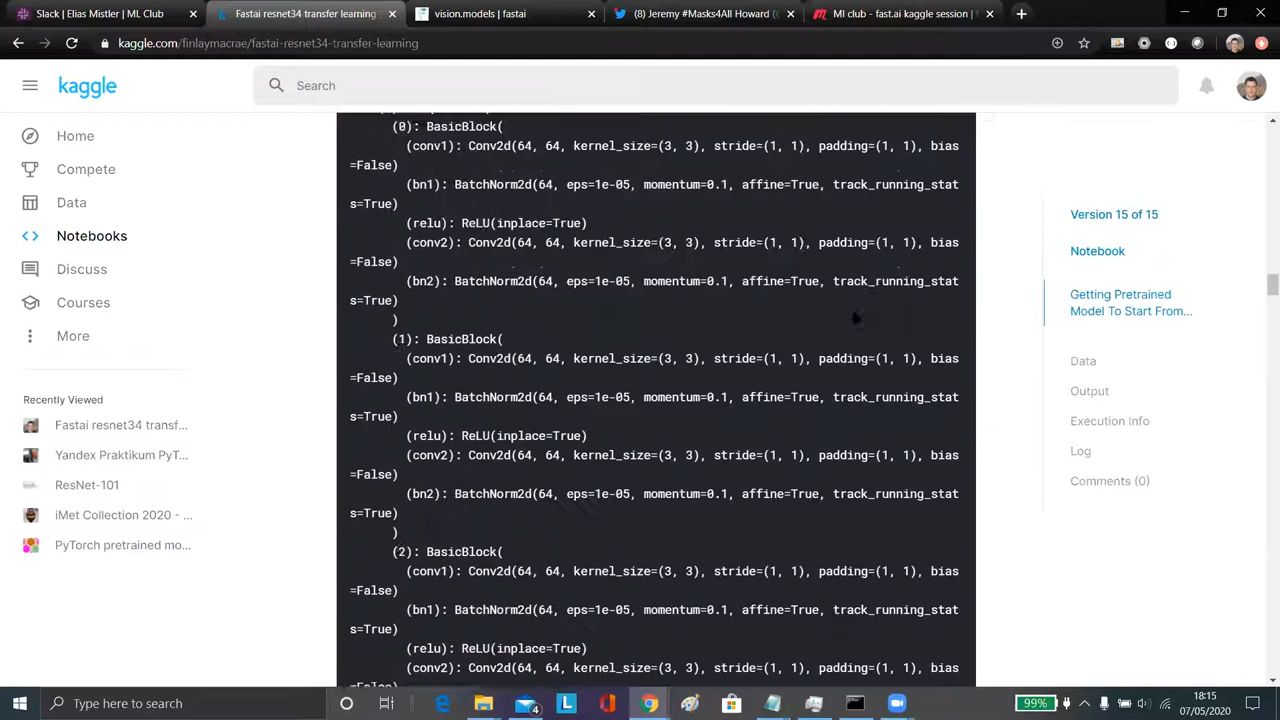 Slack | Elias Mistler | ML Club
Fastai resnet34 transfer learning
vision.models | fastai
(8) Jeremy #Masks4All Howard (
ML club - fast.ai kaggle session |
kaggle.com/finlaymacrae/fastai-resnet34-transfer-learning
kaggle
Search
Home
Compete
Data
Notebooks
Discuss
Courses
More
Recently Viewed
Fastai resnet34 transf...
Yandex Praktikum PyT...
ResNet-101
iMet Collection 2020 - ...
PyTorch pretrained mo...
(0): BasicBlock(
(conv1): Conv2d(64, 64, kernel_size=(3, 3), stride=(1, 1), padding=(1, 1), bias
=False)
(bn1): BatchNorm2d(64, eps=1e-05, momentum=0.1, affine=True, track_running_stat
s=True)
(relu): ReLU(inplace=True)
(conv2): Conv2d(64, 64, kernel_size=(3, 3), stride=(1, 1), padding=(1, 1), bias
=False)
(bn2): BatchNorm2d(64, eps=1e-05, momentum=0.1, affine=True, track_running_stat
s=True)
)
(1): BasicBlock(
(conv1): Conv2d(64, 64, kernel_size=(3, 3), stride=(1, 1), padding=(1, 1), bias
=False)
(bn1): BatchNorm2d(64, eps=1e-05, momentum=0.1, affine=True, track_running_stat
s=True)
(relu): ReLU(inplace=True)
(conv2): Conv2d(64, 64, kernel_size=(3, 3), stride=(1, 1), padding=(1, 1), bias
=False)
(bn2): BatchNorm2d(64, eps=1e-05, momentum=0.1, affine=True, track_running_stat
s=True)
)
(2): BasicBlock(
(conv1): Conv2d(64, 64, kernel_size=(3, 3), stride=(1, 1), padding=(1, 1), bias
=False)
(bn1): BatchNorm2d(64, eps=1e-05, momentum=0.1, affine=True, track_running_stat
s=True)
(relu): ReLU(inplace=True)
(conv2): Conv2d(64, 64, kernel_size=(3, 3), stride=(1, 1), padding=(1, 1), bias
=False)
Version 15 of 15
Notebook
Getting Pretrained
Model To Start From...
Data
Output
Execution Info
Log
Comments (0)
Type here to search
4
99%
18:15
07/05/2020